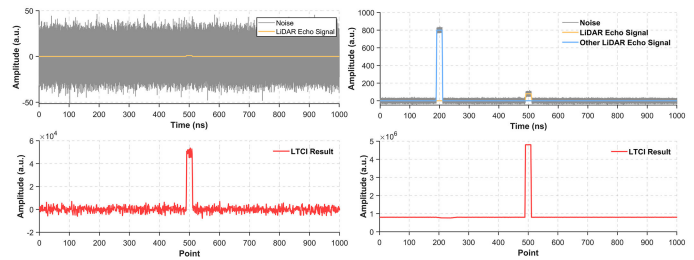 50
0
-50
Amplitude (a.u.)
Noise
LiDAR Echo Signal
0 100 200 300 400 500 600 700 800 900 1000
Time (ns)
1000
800
600
400
200
0
Amplitude (a.u.)
Noise
LiDAR Echo Signal
Other LiDAR Echo Signal
0 100 200 300 400 500 600 700 800 900 1000
Time (ns)
×10⁴
6
4
2
0
-2
Amplitude (a.u.)
LTCI Result
0 100 200 300 400 500 600 700 800 900 1000
Point
×10⁶
5
4
3
2
1
0
Amplitude (a.u.)
LTCI Result
0 100 200 300 400 500 600 700 800 900 1000
Point